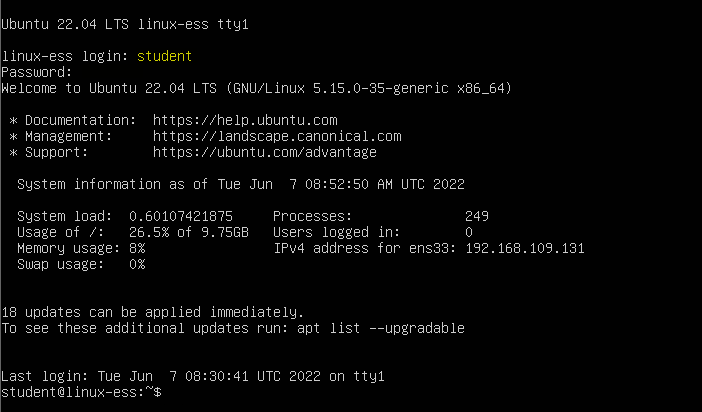 Ubuntu 22.04 LTS linux-ess tty1
linux-ess login: student
Password:
Welcome to Ubuntu 22.04 LTS (GNU/Linux 5.15.0-35-generic x86_64)
* Documentation:  https://help.ubuntu.com
* Management:     https://landscape.canonical.com
* Support:        https://ubuntu.com/advantage
System information as of Tue Jun  7 08:52:50 AM UTC 2022
System load:  0.60107421875     Processes:              249
Usage of /:   26.5% of 9.75GB   Users logged in:        0
Memory usage: 8%                IPv4 address for ens33: 192.168.109.131
Swap usage:   0%
18 updates can be applied immediately.
To see these additional updates run: apt list --upgradable
Last login: Tue Jun  7 08:30:41 UTC 2022 on tty1
student@linux-ess:~$